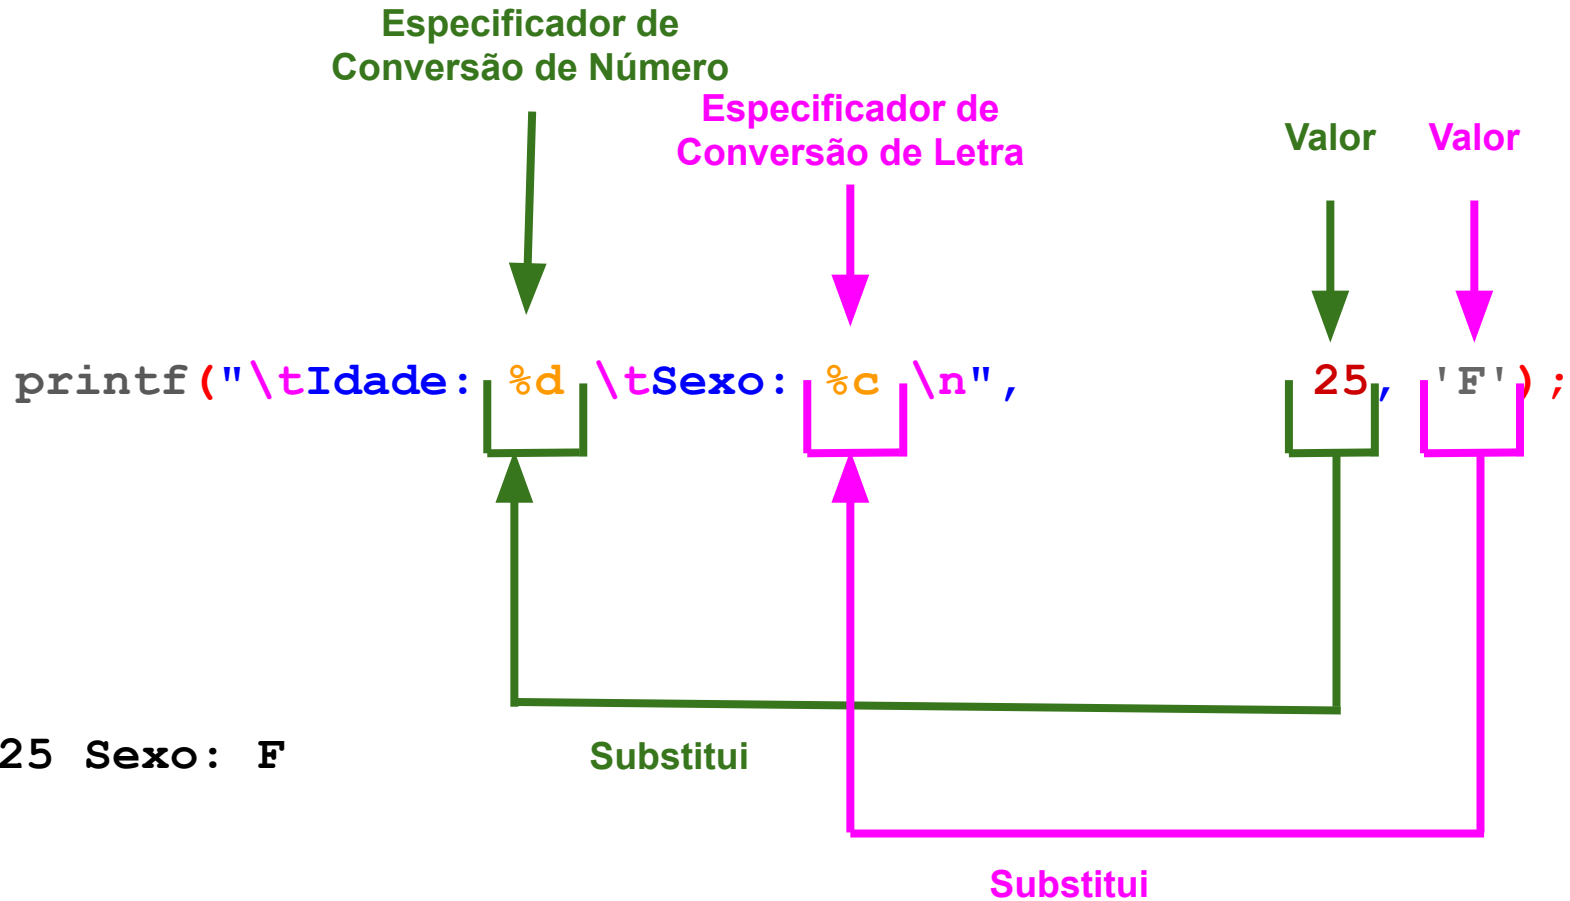 Especificador de
Conversão de Número
Especificador de
Conversão de Letra
Valor Valor
printf("\tIdade: %d \tSexo: %c \n", 25, 'F');
25 Sexo: F
Substitui
Substitui